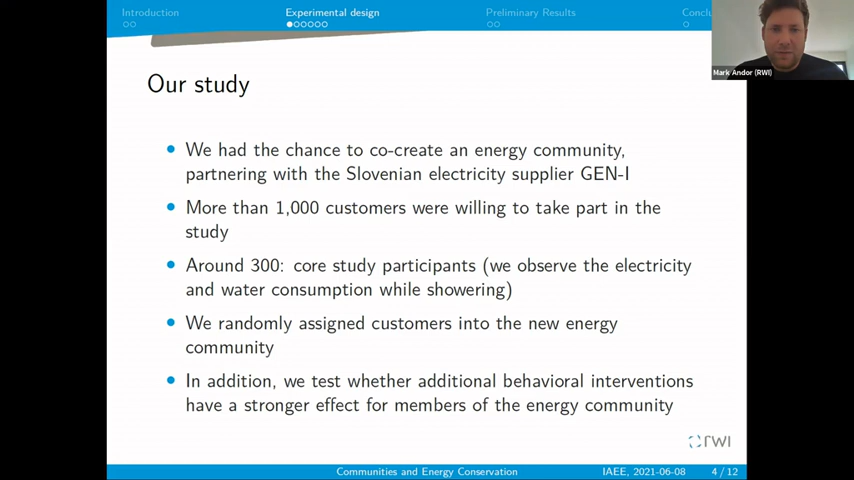 Introduction
Experimental design
Preliminary Results
Mark Andor (RWI)
Our study
We had the chance to co-create an energy community,
partnering with the Slovenian electricity supplier GEN-I
More than 1,000 customers were willing to take part in the
study
Around 300: core study participants (we observe the electricity
and water consumption while showering)
We randomly assigned customers into the new energy
community
In addition, we test whether additional behavioral interventions
have a stronger effect for members of the energy community
rwi
Communities and Energy Conservation
IAEE, 2021-06-08
4 / 12